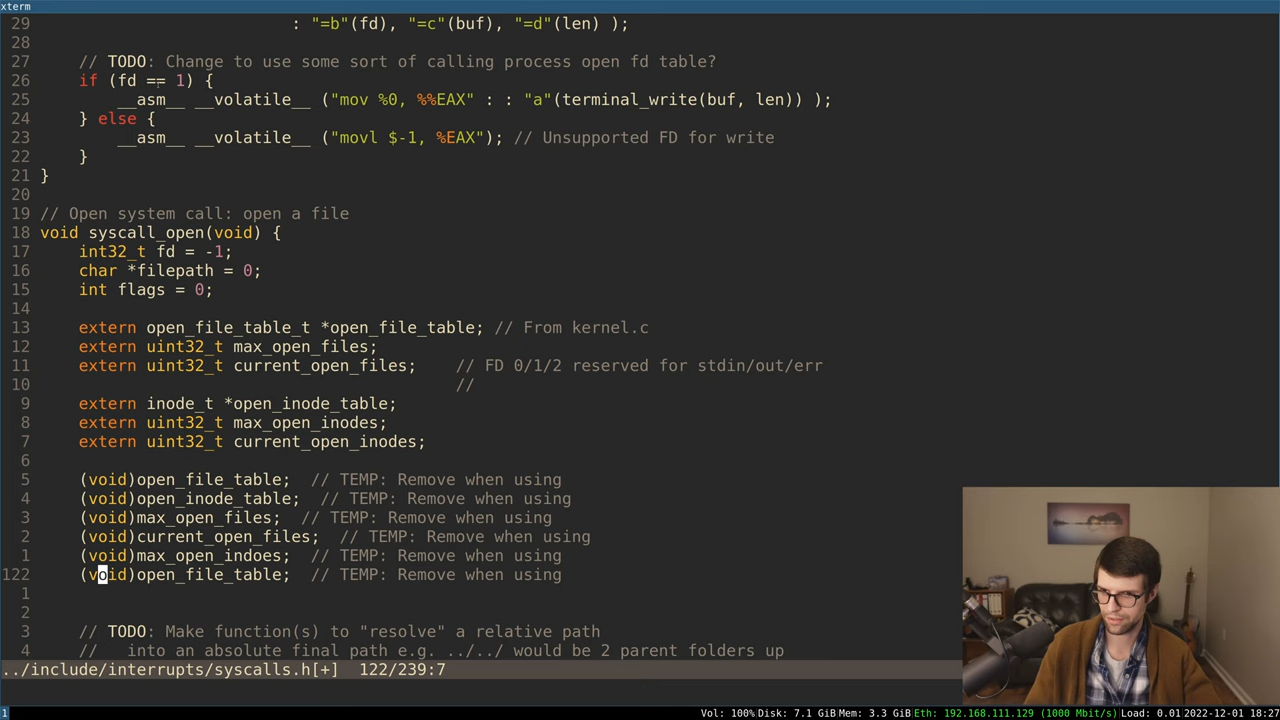 xterm
29                           : "=b"(fd), "=c"(buf), "=d"(len) );
28
27     // TODO: Change to use some sort of calling process open fd table?
26     if (fd == 1) {
25         __asm__ __volatile__ ("mov %0, %%EAX" : : "a"(terminal_write(buf, len)) );
24     } else {
23         __asm__ __volatile__ ("movl $-1, %EAX"); // Unsupported FD for write
22     }
21 }
20
19 // Open system call: open a file
18 void syscall_open(void) {
17     int32_t fd = -1;
16     char *filepath = 0;
15     int flags = 0;
14
13     extern open_file_table_t *open_file_table; // From kernel.c
12     extern uint32_t max_open_files;
11     extern uint32_t current_open_files;    // FD 0/1/2 reserved for stdin/out/err
10                                            //
9     extern inode_t *open_inode_table;
8     extern uint32_t max_open_inodes;
7     extern uint32_t current_open_inodes;
6
5     (void)open_file_table;  // TEMP: Remove when using
4     (void)open_inode_table;  // TEMP: Remove when using
3     (void)max_open_files;  // TEMP: Remove when using
2     (void)current_open_files;  // TEMP: Remove when using
1     (void)max_open_indoes;  // TEMP: Remove when using
122     (void)open_file_table;  // TEMP: Remove when using
1
2
3     // TODO: Make function(s) to "resolve" a relative path
4     //   into an absolute final path e.g. ../../ would be 2 parent folders up
../include/interrupts/syscalls.h[+]  122/239:7
1 Vol: 100% Disk: 7.1 GiB Mem: 3.3 GiB Eth: 192.168.111.129 (1000 Mbit/s) Load: 0.01 2022-12-01 18:27